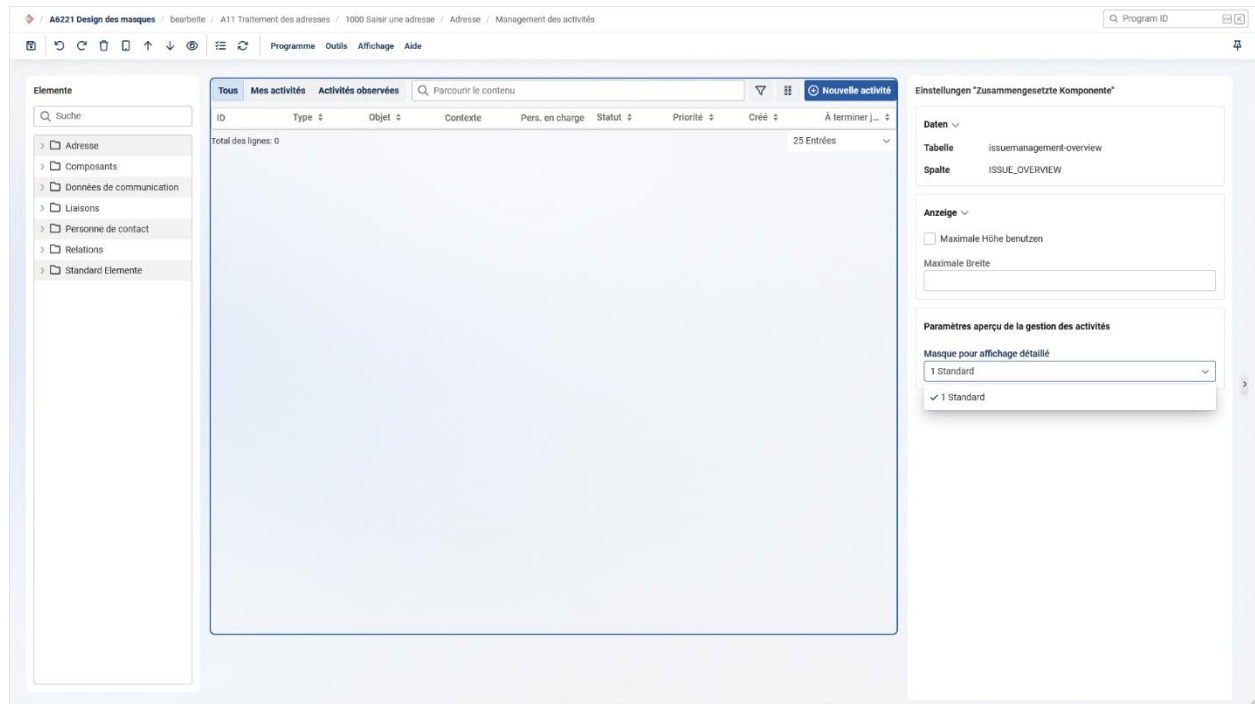 A6221 Design des masques / bearbeite / A11 Traitement des adresses / 1000 Saisir une adresse / Adresse / Management des activités
Program ID
K
Programme Outils Affichage Aide
Elemente
Suche
Adresse
Composants
Données de communication
Liaisons
Personne de contact
Relations
Standard Elemente
Tous Mes activités Activités observées Parcourir le contenu Nouvelle activité
ID Type Objet Contexte Pers. en charge Statut Priorité Créé À terminer j...
Total des lignes: 0 25 Entrées
Einstellungen "Zusammengesetzte Komponente"
Daten
Tabelle issuemanagement-overview
Spalte ISSUE_OVERVIEW
Anzeige
Maximale Höhe benutzen
Maximale Breite
Paramètres aperçu de la gestion des activités
Masque pour affichage détaillé
1 Standard
1 Standard